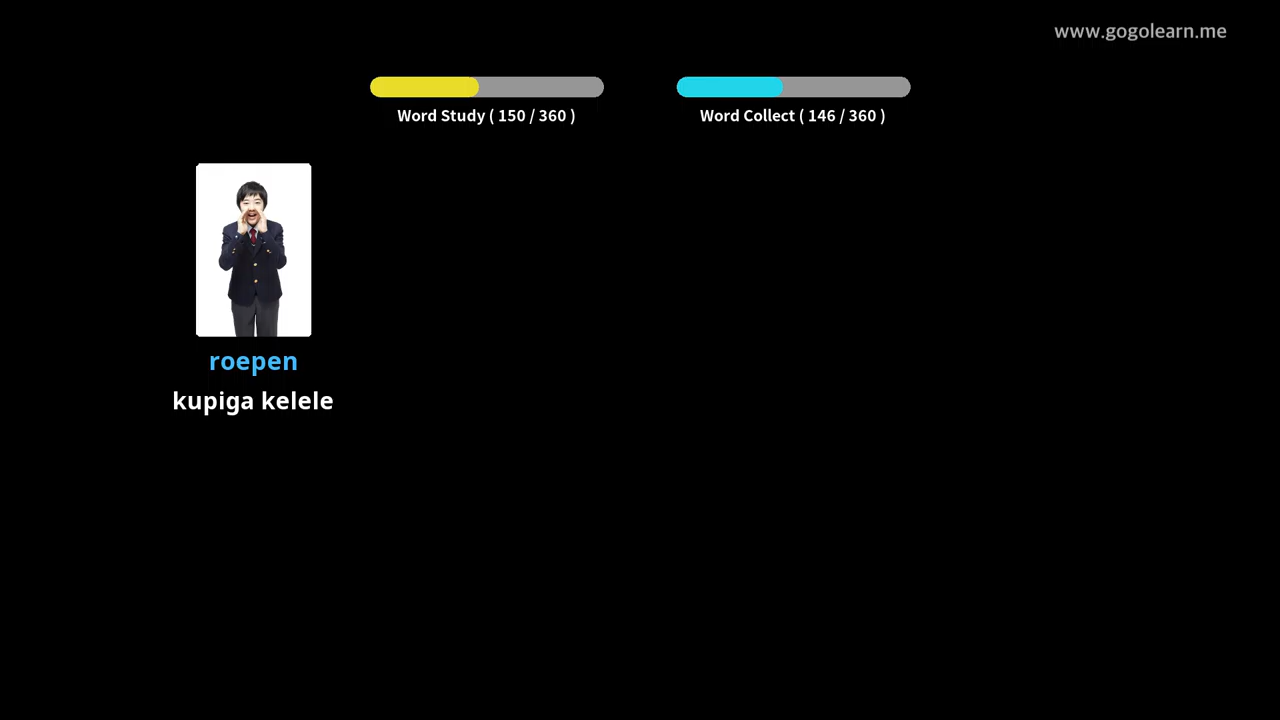 www.gogolearn.me
Word Study ( 150 / 360 )
Word Collect ( 146 / 360 )
roepen
kupiga kelele